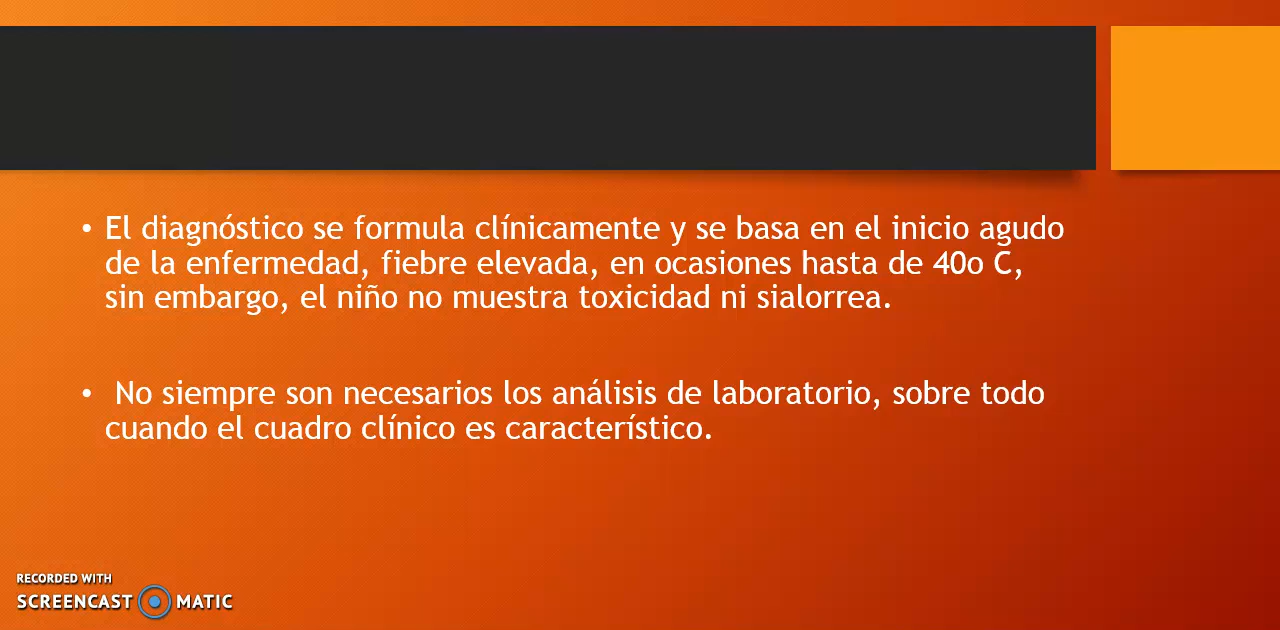 • El diagnóstico se formula clínicamente y se basa en el inicio agudo
de la enfermedad, fiebre elevada, en ocasiones hasta de 40o C,
sin embargo, el niño no muestra toxicidad ni sialorrea.
• No siempre son necesarios los análisis de laboratorio, sobre todo
cuando el cuadro clínico es característico.
RECORDED WITH
SCREENCAST MATIC